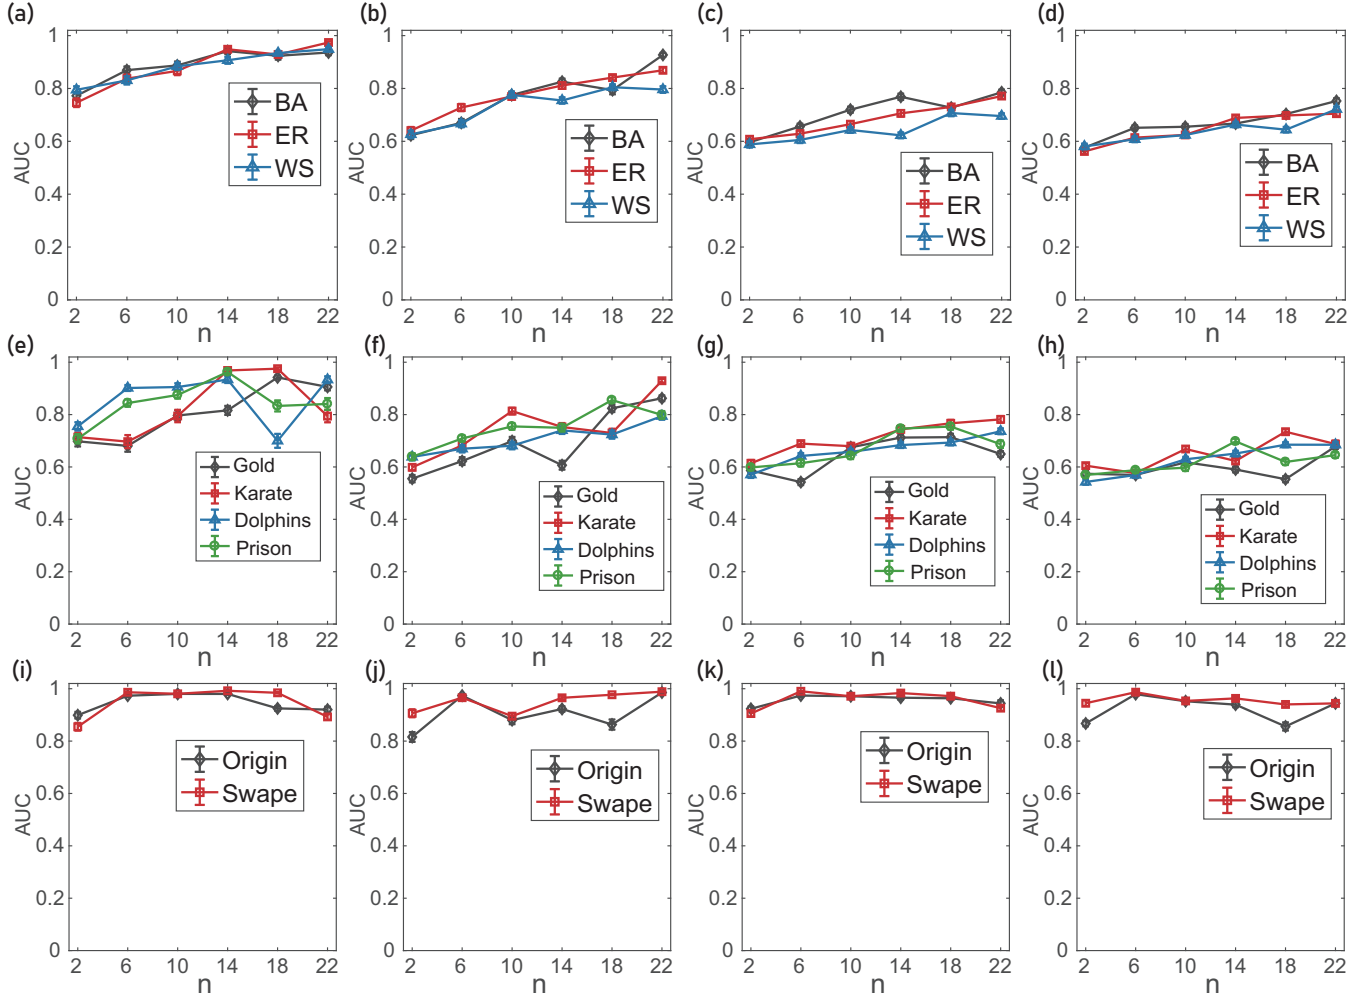 (a)
(b)
(c)
(d)
1
0.8
0.6
0.4
0.2
0
AUC
BA
ER
WS
2 6 10 14 18 22
n
1
0.8
0.6
0.4
0.2
0
AUC
BA
ER
WS
2 6 10 14 18 22
n
1
0.8
0.6
0.4
0.2
0
AUC
BA
ER
WS
2 6 10 14 18 22
n
1
0.8
0.6
0.4
0.2
0
AUC
BA
ER
WS
2 6 10 14 18 22
n
(e)
(f)
(g)
(h)
1
0.8
0.6
0.4
0.2
0
AUC
Gold
Karate
Dolphins
Prison
2 6 10 14 18 22
n
1
0.8
0.6
0.4
0.2
0
AUC
Gold
Karate
Dolphins
Prison
2 6 10 14 18 22
n
1
0.8
0.6
0.4
0.2
0
AUC
Gold
Karate
Dolphins
Prison
2 6 10 14 18 22
n
1
0.8
0.6
0.4
0.2
0
AUC
Gold
Karate
Dolphins
Prison
2 6 10 14 18 22
n
(i)
(j)
(k)
(l)
1
0.8
0.6
0.4
0.2
0
AUC
Origin
Swape
2 6 10 14 18 22
n
1
0.8
0.6
0.4
0.2
0
AUC
Origin
Swape
2 6 10 14 18 22
n
1
0.8
0.6
0.4
0.2
0
AUC
Origin
Swape
2 6 10 14 18 22
n
1
0.8
0.6
0.4
0.2
0
AUC
Origin
Swape
2 6 10 14 18 22
n